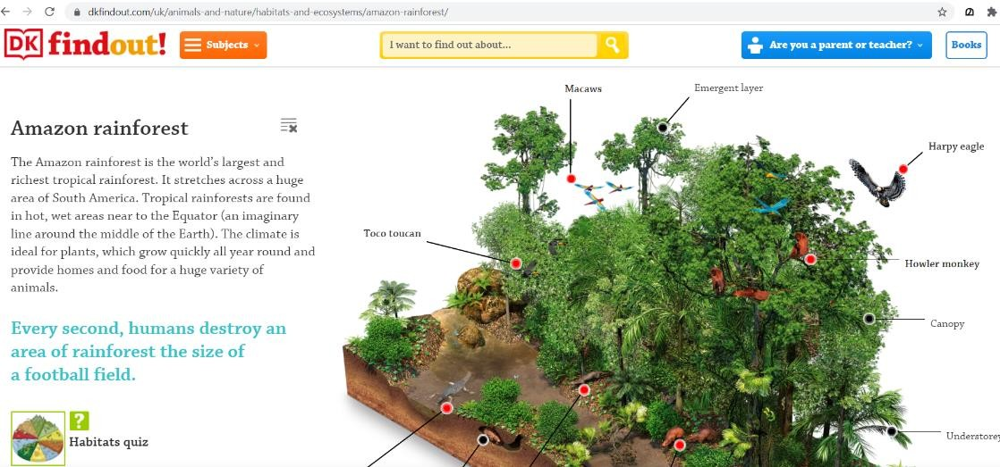 dkfindout.com/uk/animals-and-nature/habitats-and-ecosystems/amazon-rainforest/
DK findout!
Subjects
I want to find out about...
Are you a parent or teacher?
Books
Macaws
Emergent layer
Harpy eagle
Amazon rainforest
The Amazon rainforest is the world's largest and
richest tropical rainforest. It stretches across a huge
area of South America. Tropical rainforests are found
in hot, wet areas near to the Equator (an imaginary
line around the middle of the Earth). The climate is
ideal for plants, which grow quickly all year round and
provide homes and food for a huge variety of
animals.
Toco toucan
Howler monkey
Canopy
Every second, humans destroy an
area of rainforest the size of
a football field.
?
Habitats quiz
Understorey